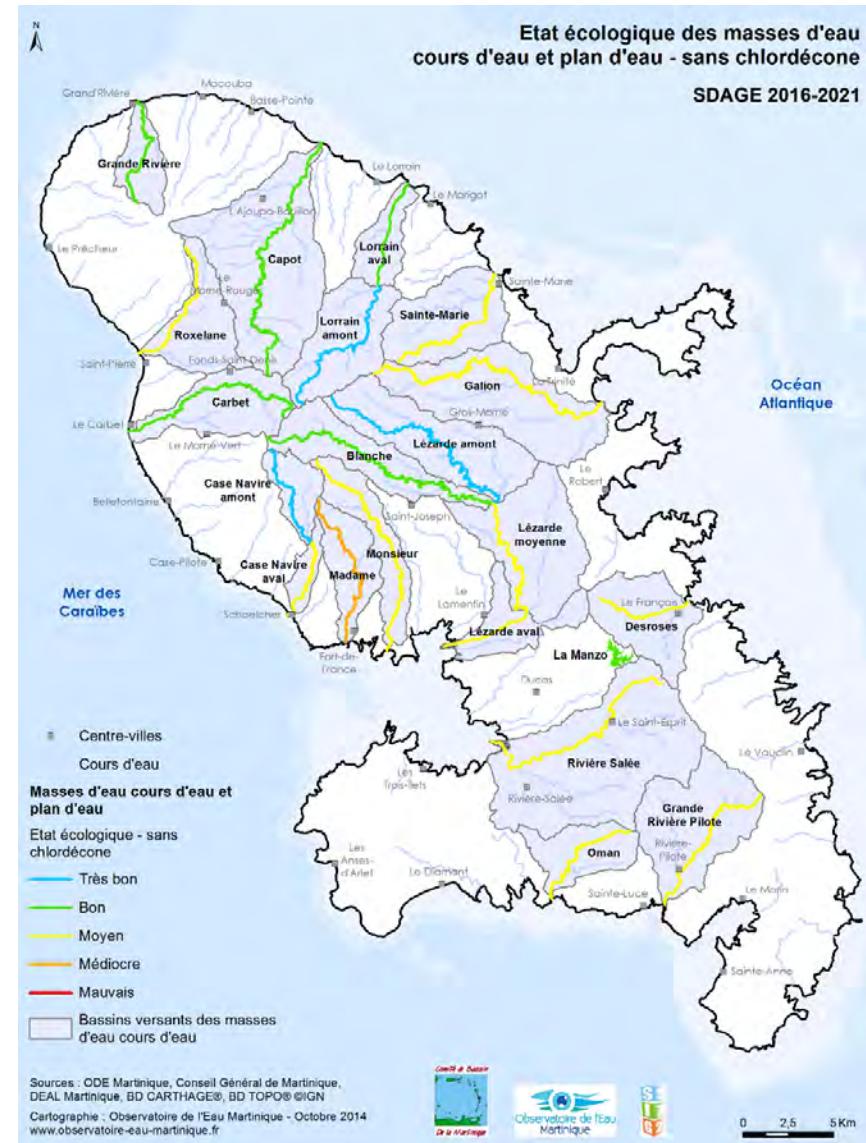 N
Etat écologique des masses d'eau
cours d'eau et plan d'eau - sans chlordécone
SDAGE 2016-2021
Grand'Rivière
Macouba
Basse-Pointe
Grande Rivière
Le Lorrain
L'Ajoupa-Bouillon
Le Marigot
Le Prêcheur
Capot
Lorrain
aval
Le
Morne-Rouge
Sainte-Marie
Sainte-Marie
Lorrain
amont
Roxelane
Saint-Pierre
Fonds-Saint-Denis
La Trinité
Galion
Océan
Atlantique
Carbet
Le Carbet
Gros-Morne
Le Morne-Vert
Lézarde amont
Blanche
Le
Robert
Case Navire
amont
Bellefontaine
Saint-Joseph
Lézarde
moyenne
Case-Pilote
Monsieur
Case Navire
aval
Madame
Mer des
Caraïbes
Le
Lamentin
Le François
Schoelcher
Desroses
Lézarde aval
Fort-de-
France
La Manzo
Ducos
Le Saint-Esprit
Centre-villes
Cours d'eau
Le Vauclin
Rivière Salée
Les
Trois-Ilets
Masses d'eau cours d'eau et
plan d'eau
Rivière-Salée
Grande
Rivière Pilote
Etat écologique - sans
chlordécone
Les
Anses-
d'Arlet
Oman
Rivière-
Pilote
Très bon
Le Diamant
Sainte-Luce
Le Marin
Bon
Moyen
Médiocre
Sainte-Anne
Mauvais
Bassins versants des masses
d'eau cours d'eau
Sources : ODE Martinique, Conseil Général de Martinique,
DEAL Martinique, BD CARTHAGE®, BD TOPO® ©IGN
Cartographie : Observatoire de l'Eau Martinique - Octobre 2014
www.observatoire-eau-martinique.fr
Comité de Bassin
De la Martinique
Observatoire de l'Eau
Martinique
0 2,5 5 Km